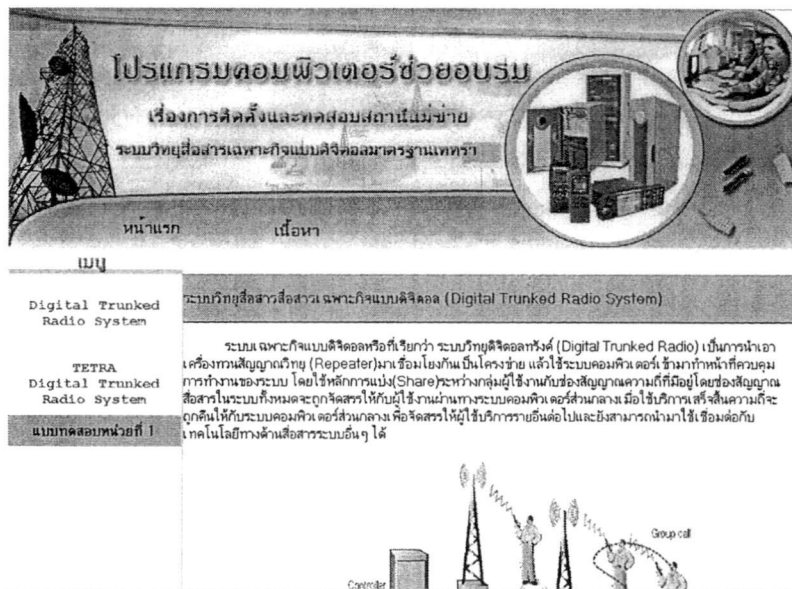 โปรแกรมคอมพิวเตอร์ช่วยอบรม
เรื่องการติดตั้งและทดสอบสถานีแม่ข่าย
ระบบวิทยุสื่อสารเฉพาะกิจแบบดิจิตอลมาตรฐานเททรา
หน้าแรก
เนื้อหา
เมนู
Digital Trunked
Radio System
TETRA
Digital Trunked
Radio System
แบบทดสอบหน่วยที่ 1
ระบบวิทยุสื่อสารสื่อสารเฉพาะกิจแบบดิจิตอล (Digital Trunked Radio System)
ระบบเฉพาะกิจแบบดิจิตอลหรือที่เรียกว่า ระบบวิทยุดิจิตอลทรังค์ (Digital Trunked Radio) เป็นการนำเอา
เครื่องทวนสัญญาณวิทยุ (Repeater)มาเชื่อมโยงกันเป็นโครงข่าย แล้วใช้ระบบคอมพิวเตอร์เข้ามาทำหน้าที่ควบคุม
การทำงานของระบบ โดยใช้หลักการแบ่ง(Share)ระหว่างกลุ่มผู้ใช้งานกับช่องสัญญาณความถี่ที่มีอยู่โดยช่องสัญญาณ
สื่อสารในระบบทั้งหมดจะถูกจัดสรรให้กับผู้ใช้งานผ่านทางระบบคอมพิวเตอร์ส่วนกลางเมื่อใช้บริการเสร็จสิ้นความถี่จะ
ถูกคืนให้กับระบบคอมพิวเตอร์ส่วนกลางเพื่อจัดสรรให้ผู้ใช้บริการรายอื่นต่อไปและยังสามารถนำมาใช้เชื่อมต่อกับ
เทคโนโลยีทางด้านสื่อสารระบบอื่นๆ ได้
Group call
Controller